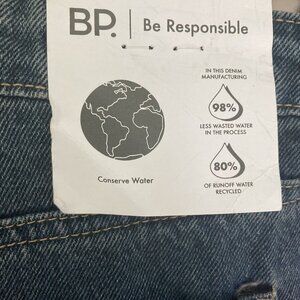 BP. | Be Responsible
IN THIS DENIM
MANUFACTURING
98%
LESS WASTED WATER
IN THE PROCESS
80%
OF RUNOFF WATER
RECYCLED
Conserve Water